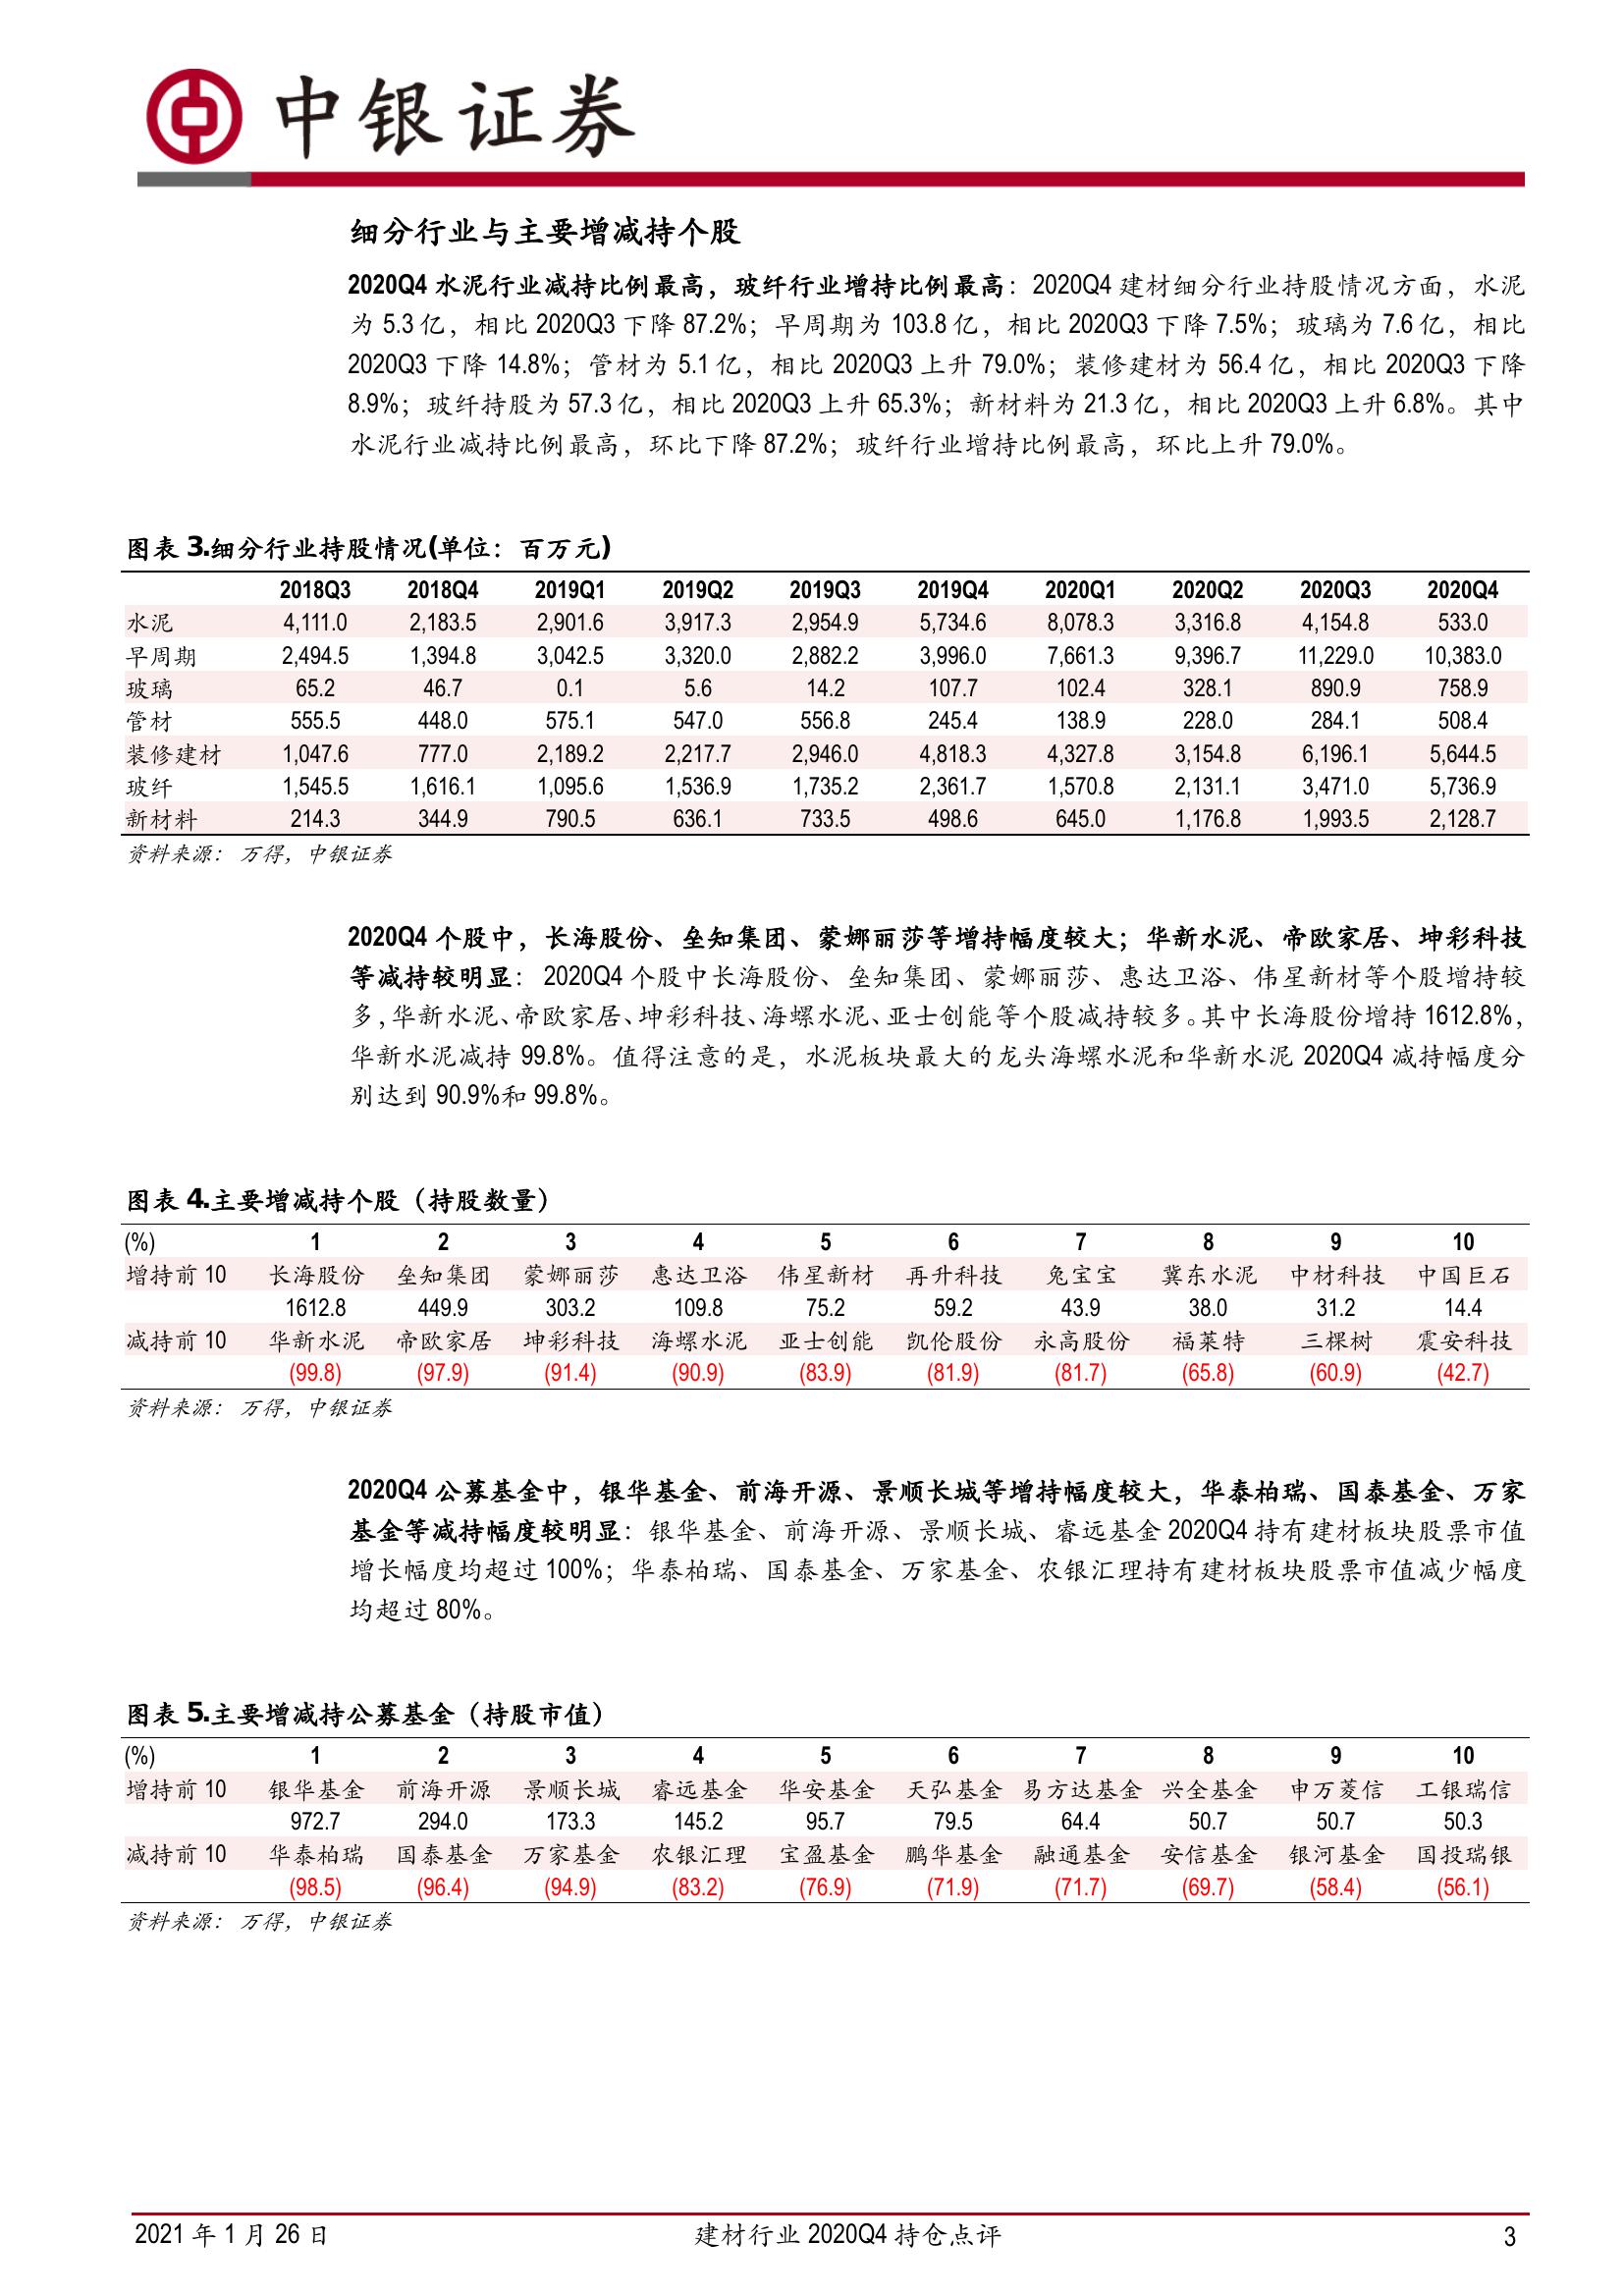 中银证券
细分行业与主要增减持个股
2020Q4 水泥行业减持比例最高，玻纤行业增持比例最高：2020Q4 建材细分行业持股情况方面，水泥
为 5.3 亿，相比 2020Q3 下降 87.2%；早周期为 103.8 亿，相比 2020Q3 下降 7.5%；玻璃为 7.6 亿，相比
2020Q3 下降 14.8%；管材为 5.1 亿，相比 2020Q3 上升 79.0%；装修建材为 56.4 亿，相比 2020Q3 下降
8.9%；玻纤持股为 57.3 亿，相比 2020Q3 上升 65.3%；新材料为 21.3 亿，相比 2020Q3 上升 6.8%。其中
水泥行业减持比例最高，环比下降 87.2%；玻纤行业增持比例最高，环比上升 79.0%。
图表 3.细分行业持股情况(单位：百万元)
2018Q3 2018Q4 2019Q1 2019Q2 2019Q3 2019Q4 2020Q1 2020Q2 2020Q3 2020Q4
水泥 4,111.0 2,183.5 2,901.6 3,917.3 2,954.9 5,734.6 8,078.3 3,316.8 4,154.8 533.0
早周期 2,494.5 1,394.8 3,042.5 3,320.0 2,882.2 3,996.0 7,661.3 9,396.7 11,229.0 10,383.0
玻璃 65.2 46.7 0.1 5.6 14.2 107.7 102.4 328.1 890.9 758.9
管材 555.5 448.0 575.1 547.0 556.8 245.4 138.9 228.0 284.1 508.4
装修建材 1,047.6 777.0 2,189.2 2,217.7 2,946.0 4,818.3 4,327.8 3,154.8 6,196.1 5,644.5
玻纤 1,545.5 1,616.1 1,095.6 1,536.9 1,735.2 2,361.7 1,570.8 2,131.1 3,471.0 5,736.9
新材料 214.3 344.9 790.5 636.1 733.5 498.6 645.0 1,176.8 1,993.5 2,128.7
资料来源：万得，中银证券
2020Q4 个股中，长海股份、垒知集团、蒙娜丽莎等增持幅度较大；华新水泥、帝欧家居、坤彩科技
等减持较明显：2020Q4 个股中长海股份、垒知集团、蒙娜丽莎、惠达卫浴、伟星新材等个股增持较
多，华新水泥、帝欧家居、坤彩科技、海螺水泥、亚士创能等个股减持较多。其中长海股份增持 1612.8%，
华新水泥减持 99.8%。值得注意的是，水泥板块最大的龙头海螺水泥和华新水泥 2020Q4 减持幅度分
别达到 90.9%和 99.8%。
图表 4.主要增减持个股（持股数量）
(%) 1 2 3 4 5 6 7 8 9 10
增持前 10 长海股份 垒知集团 蒙娜丽莎 惠达卫浴 伟星新材 再升科技 兔宝宝 冀东水泥 中材科技 中国巨石
1612.8 449.9 303.2 109.8 75.2 59.2 43.9 38.0 31.2 14.4
减持前 10 华新水泥 帝欧家居 坤彩科技 海螺水泥 亚士创能 凯伦股份 永高股份 福莱特 三棵树 震安科技
(99.8) (97.9) (91.4) (90.9) (83.9) (81.9) (81.7) (65.8) (60.9) (42.7)
资料来源：万得，中银证券
2020Q4 公募基金中，银华基金、前海开源、景顺长城等增持幅度较大，华泰柏瑞、国泰基金、万家
基金等减持幅度较明显：银华基金、前海开源、景顺长城、睿远基金 2020Q4 持有建材板块股票市值
增长幅度均超过 100%；华泰柏瑞、国泰基金、万家基金、农银汇理持有建材板块股票市值减少幅度
均超过 80%。
图表 5.主要增减持公募基金（持股市值）
(%) 1 2 3 4 5 6 7 8 9 10
增持前 10 银华基金 前海开源 景顺长城 睿远基金 华安基金 天弘基金 易方达基金 兴全基金 申万菱信 工银瑞信
972.7 294.0 173.3 145.2 95.7 79.5 64.4 50.7 50.7 50.3
减持前 10 华泰柏瑞 国泰基金 万家基金 农银汇理 宝盈基金 鹏华基金 融通基金 安信基金 银河基金 国投瑞银
(98.5) (96.4) (94.9) (83.2) (76.9) (71.9) (71.7) (69.7) (58.4) (56.1)
资料来源：万得，中银证券
2021 年 1 月 26 日 建材行业 2020Q4 持仓点评 3